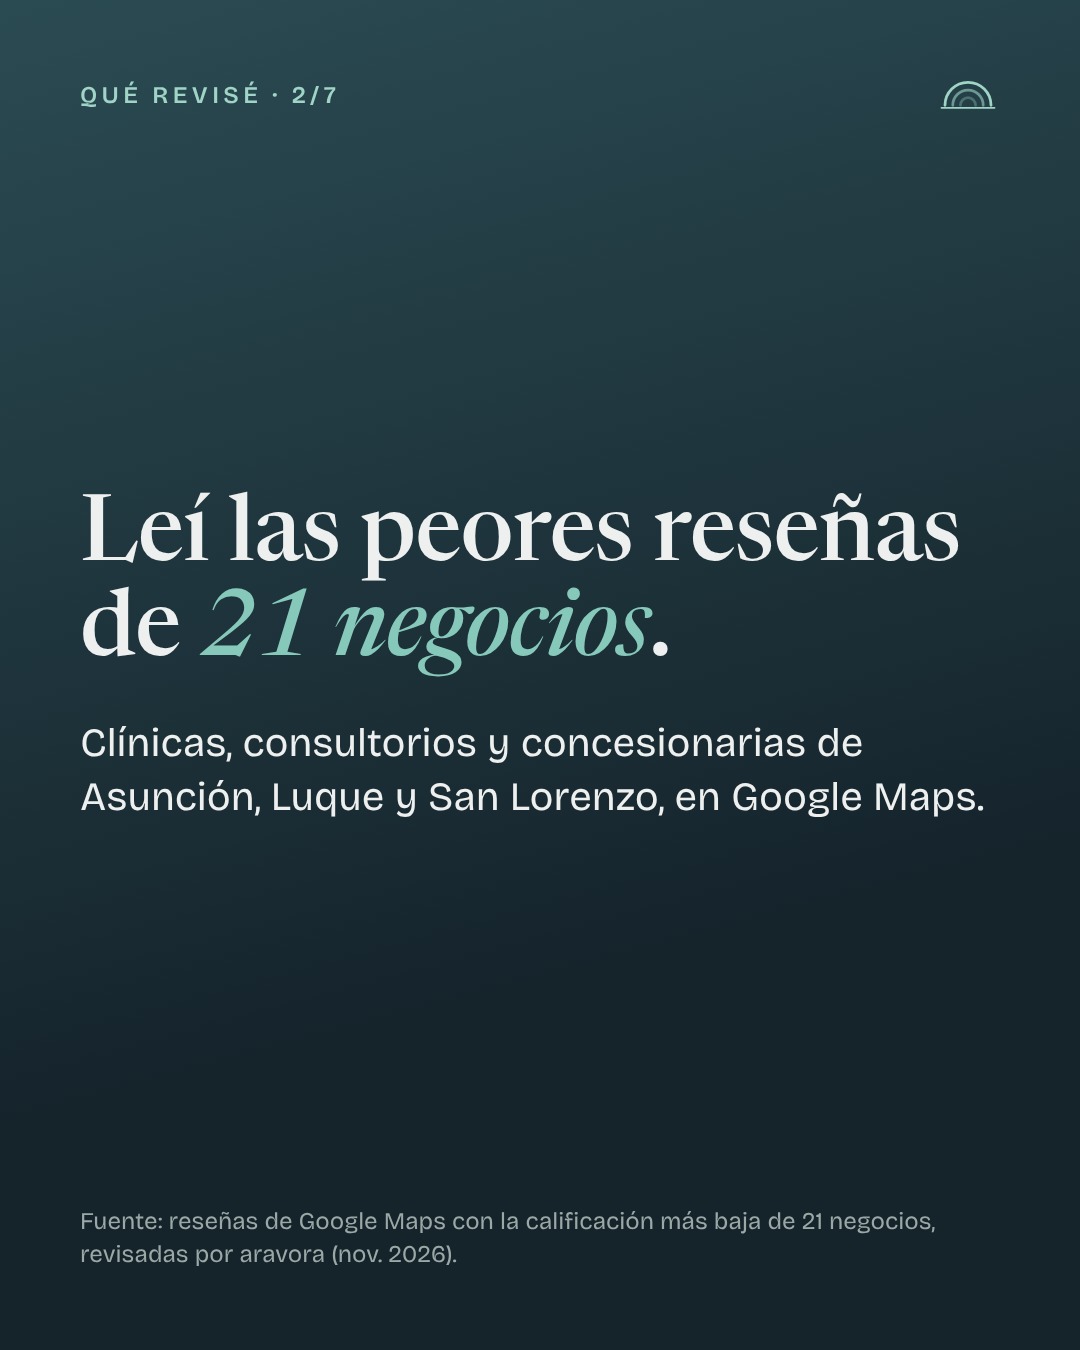 QUÉ REVISÉ · 2/7
Leí las peores reseñas
de 21 negocios.
Clínicas, consultorios y concesionarias de
Asunción, Luque y San Lorenzo, en Google Maps.
Fuente: reseñas de Google Maps con la calificación más baja de 21 negocios,
revisadas por aravora (nov. 2026).